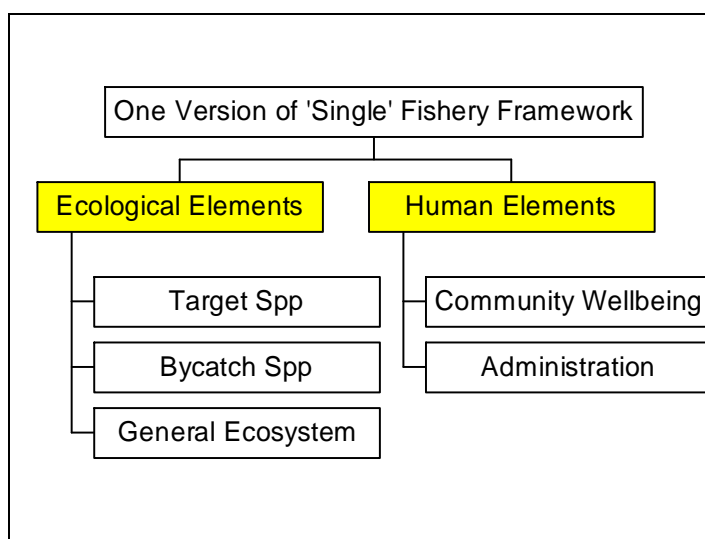 One Version of 'Single' Fishery Framework
Ecological Elements
Human Elements
Target Spp
Community Wellbeing
Bycatch Spp
Administration
General Ecosystem